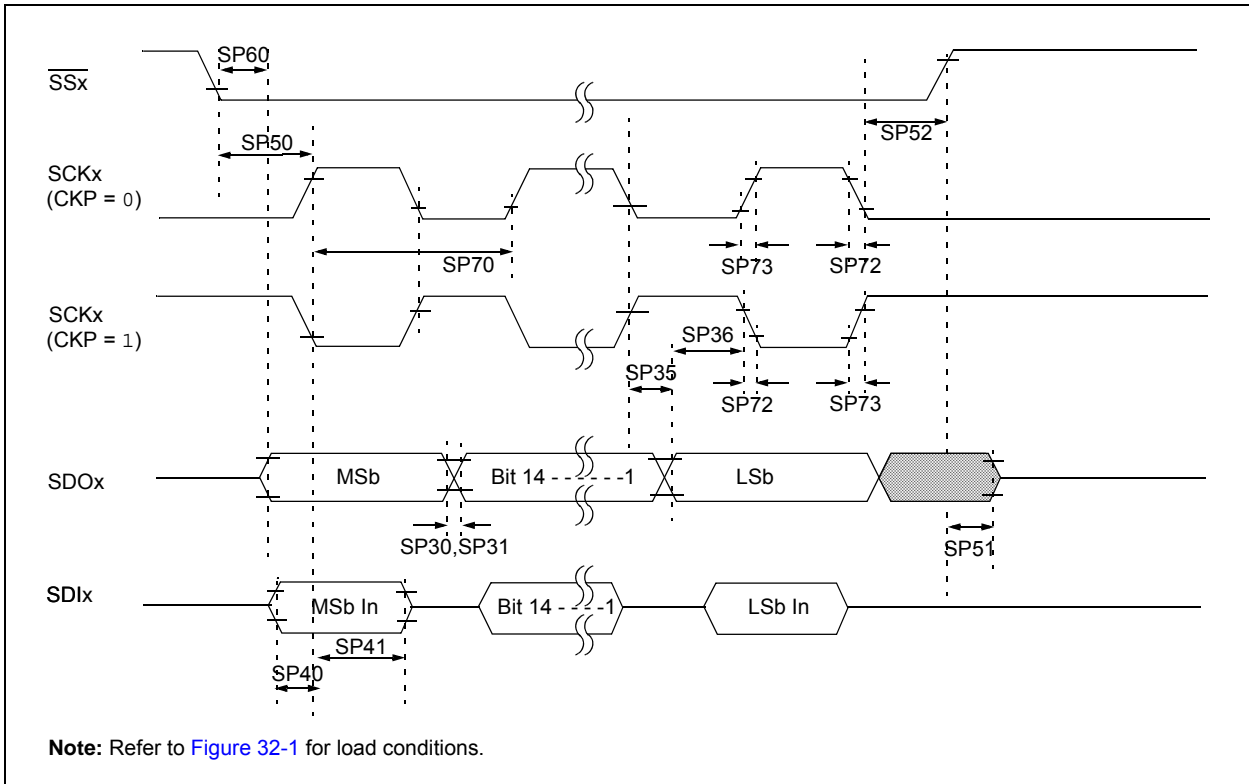 SP60
SSx
SP50
SP52
SCKx
(CKP = 0)
SP70
SP73
SP72
SCKx
(CKP = 1)
SP36
SP35
SP72
SP73
SDOx
MSb
Bit 14 - - - - - -1
LSb
SP30,SP31
SP51
SDIx
MSb In
Bit 14 - - - -1
LSb In
SP41
SP40
Note: Refer to Figure 32-1 for load conditions.